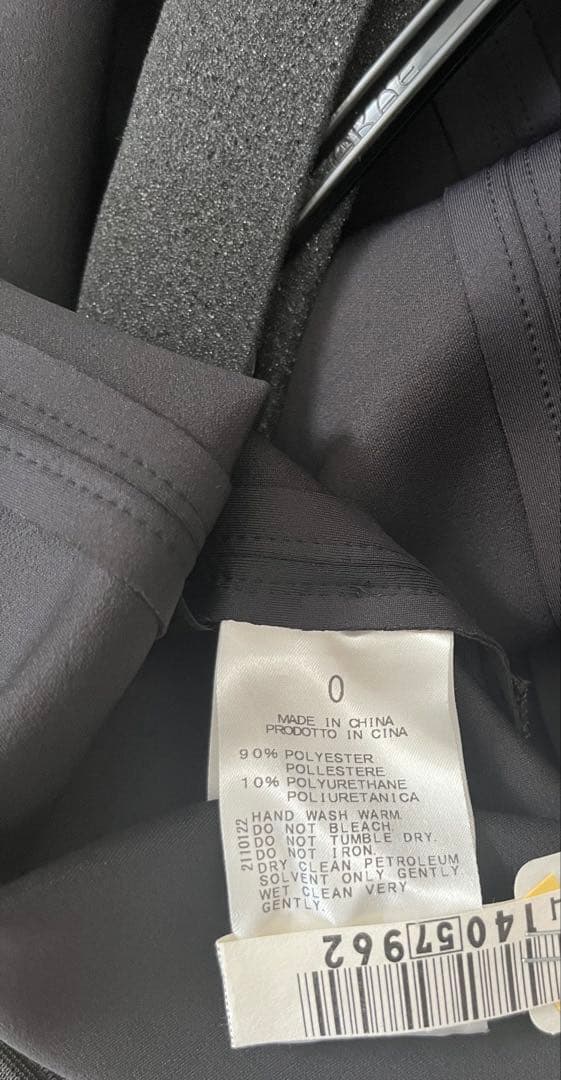 0
MADE IN CHINA
PRODOTTO IN CINA
90% POLYESTER
POLLESTERE
10% POLYURETHANE
POLIURETANICA
HAND WASH WARM.
DO NOT BLEACH.
DO NOT TUMBLE DRY.
DO NOT IRON.
DRY CLEAN PETROLEUM
SOLVENT ONLY GENTLY.
WET CLEAN VERY
GENTLY.
2110122
414057962